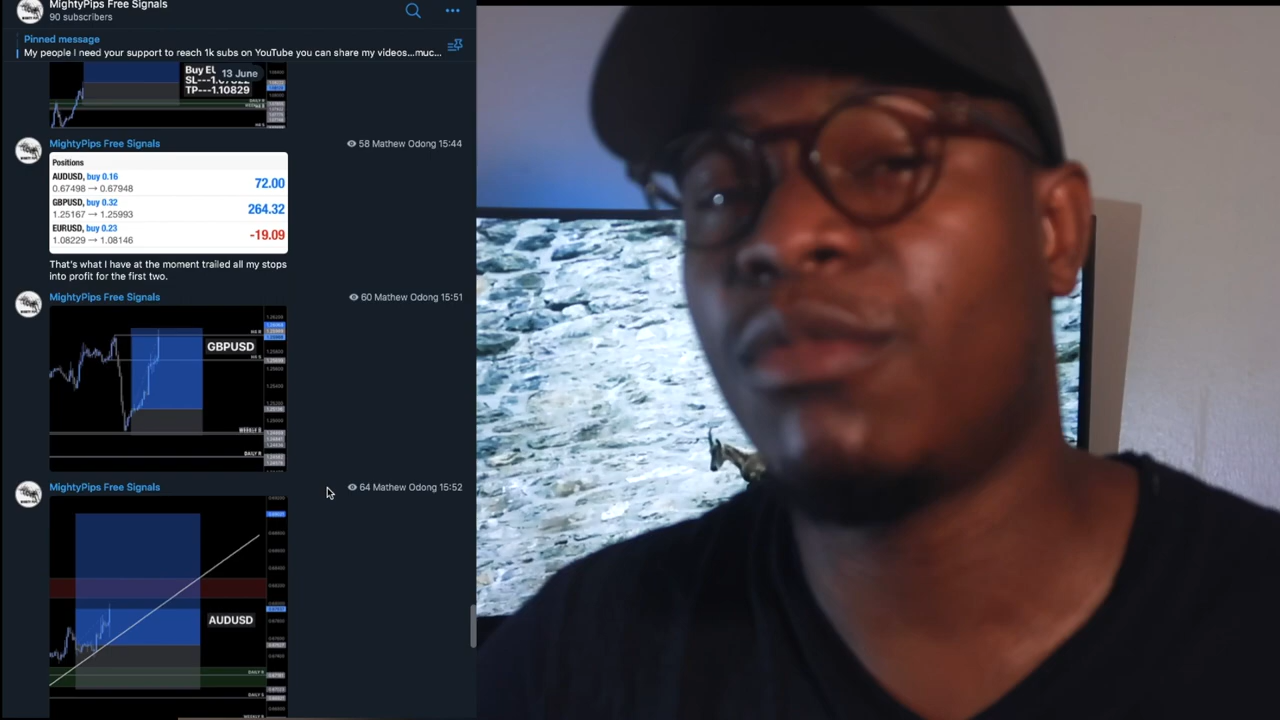 MightyPips Free Signals
90 subscribers
Pinned message
My people I need your support to reach 1k subs on YouTube you can share my videos...muc...
13 June
TP---1.10829
MightyPips Free Signals
58 Mathew Odong 15:44
Positions
AUDUSD, buy 0.16
0.67498 → 0.67948
72.00
GBPUSD, buy 0.32
1.25167 → 1.25993
264.32
EURUSD, buy 0.23
1.08229 → 1.08146
-19.09
That's what I have at the moment trailed all my stops
into profit for the first two.
MightyPips Free Signals
60 Mathew Odong 15:51
GBPUSD
WEEKLY R
DAILY R
MightyPips Free Signals
64 Mathew Odong 15:52
AUDUSD
DAILY R